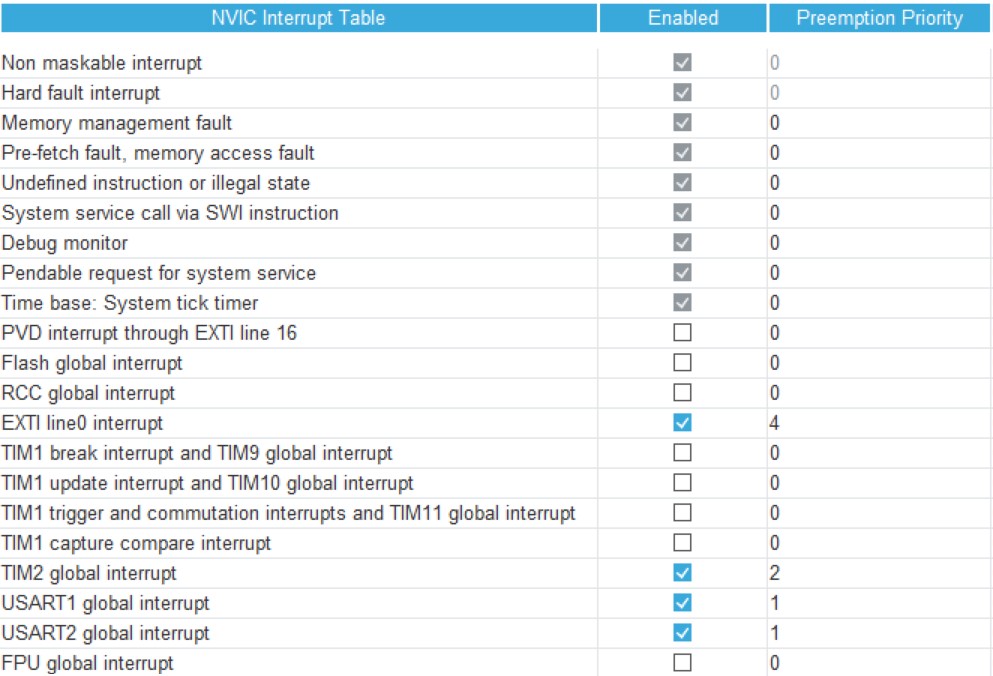 NVIC Interrupt Table Enabled Preemption Priority
Non maskable interrupt 0
Hard fault interrupt 0
Memory management fault 0
Pre-fetch fault, memory access fault 0
Undefined instruction or illegal state 0
System service call via SWI instruction 0
Debug monitor 0
Pendable request for system service 0
Time base: System tick timer 0
PVD interrupt through EXTI line 16 0
Flash global interrupt 0
RCC global interrupt 0
EXTI line0 interrupt 4
TIM1 break interrupt and TIM9 global interrupt 0
TIM1 update interrupt and TIM10 global interrupt 0
TIM1 trigger and commutation interrupts and TIM11 global interrupt 0
TIM1 capture compare interrupt 0
TIM2 global interrupt 2
USART1 global interrupt 1
USART2 global interrupt 1
FPU global interrupt 0